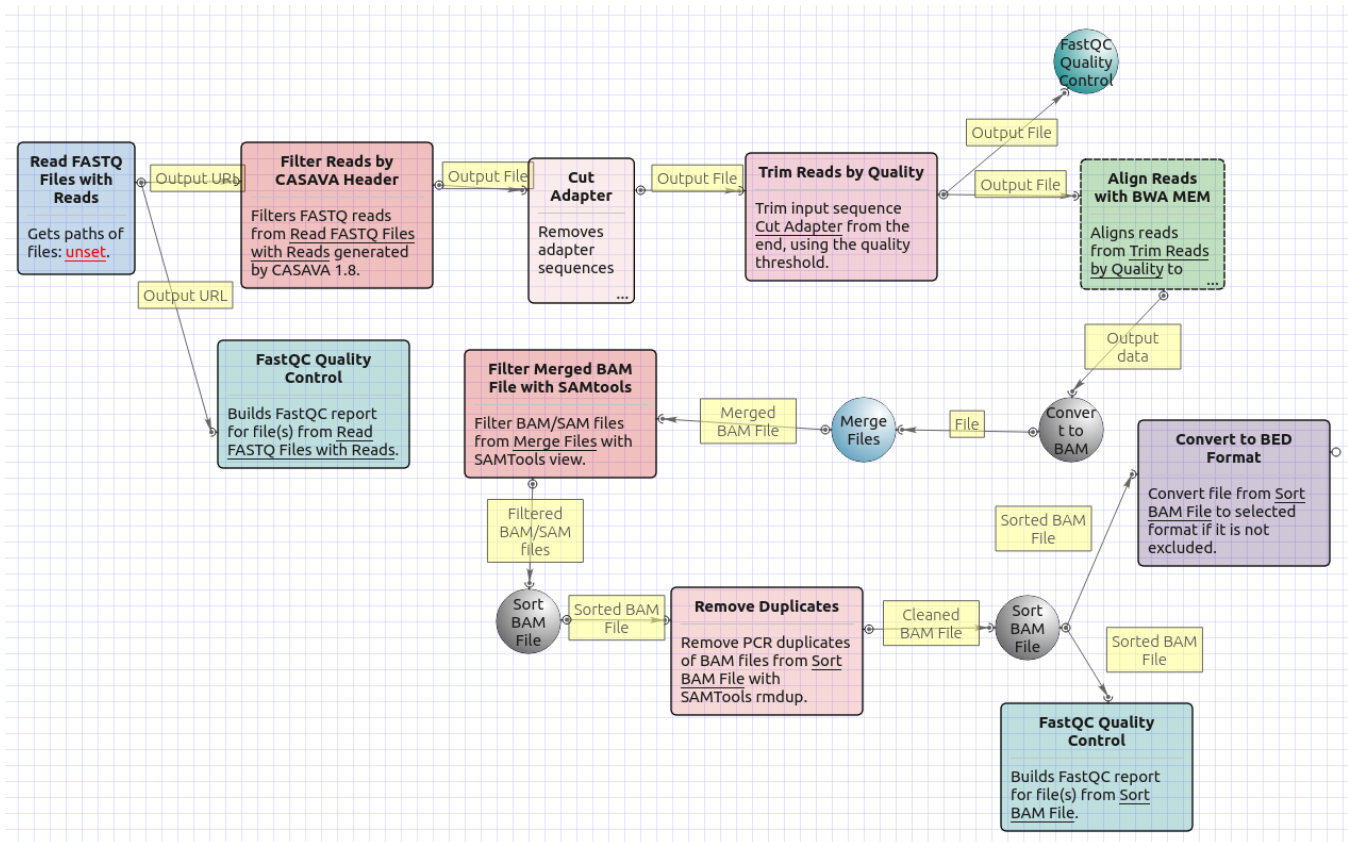 FastQC
Quality
Control
Output File
Read FASTQ
Files with
Reads
Gets paths of
files: unset.
Output URL
Filter Reads by
CASAVA Header
Filters FASTQ reads
from Read FASTQ Files
with Reads generated
by CASAVA 1.8.
Output File
Cut
Adapter
Removes
adapter
sequences
...
Output File
Trim Reads by Quality
Trim input sequence
Cut Adapter from the
end, using the quality
threshold.
Output File
Align Reads
with BWA MEM
Aligns reads
from Trim Reads
by Quality to
...
Output URL
FastQC Quality
Control
Builds FastQC report
for file(s) from Read
FASTQ Files with Reads.
Output
data
Filter Merged BAM
File with SAMtools
Filter BAM/SAM files
from Merge Files with
SAMTools view.
Merged
BAM File
Merge
Files
File
Conver
t to
BAM
Convert to BED
Format
Convert file from Sort
BAM File to selected
format if it is not
excluded.
Filtered
BAM/SAM
files
Sorted BAM
File
Sort
BAM
File
Sorted BAM
File
Remove Duplicates
Remove PCR duplicates
of BAM files from Sort
BAM File with
SAMTools rmdup.
Cleaned
BAM File
Sort
BAM
File
Sorted BAM
File
FastQC Quality
Control
Builds FastQC report
for file(s) from Sort
BAM File.